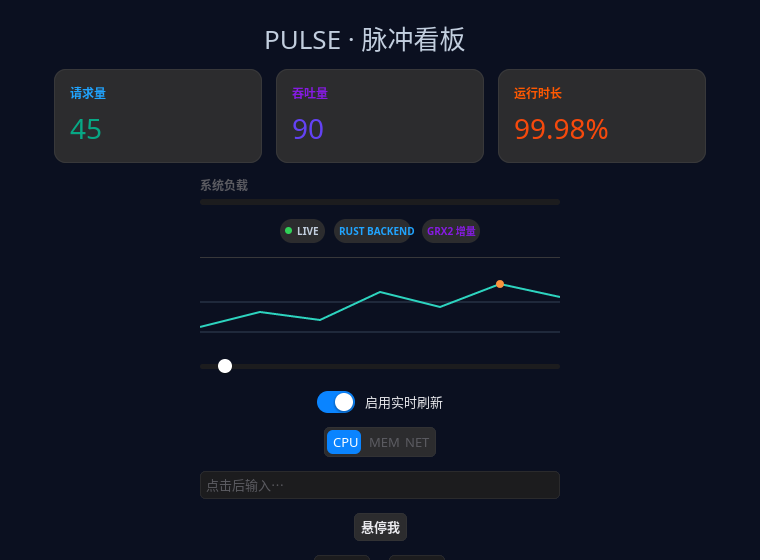 PULSE · 脉冲看板
请求量 吞吐量 运行时长
45 90 99.98%
系统负载
LIVE RUST BACKEND GRX2 增量
启用实时刷新
CPU MEM NET
点击后输入…
悬停我